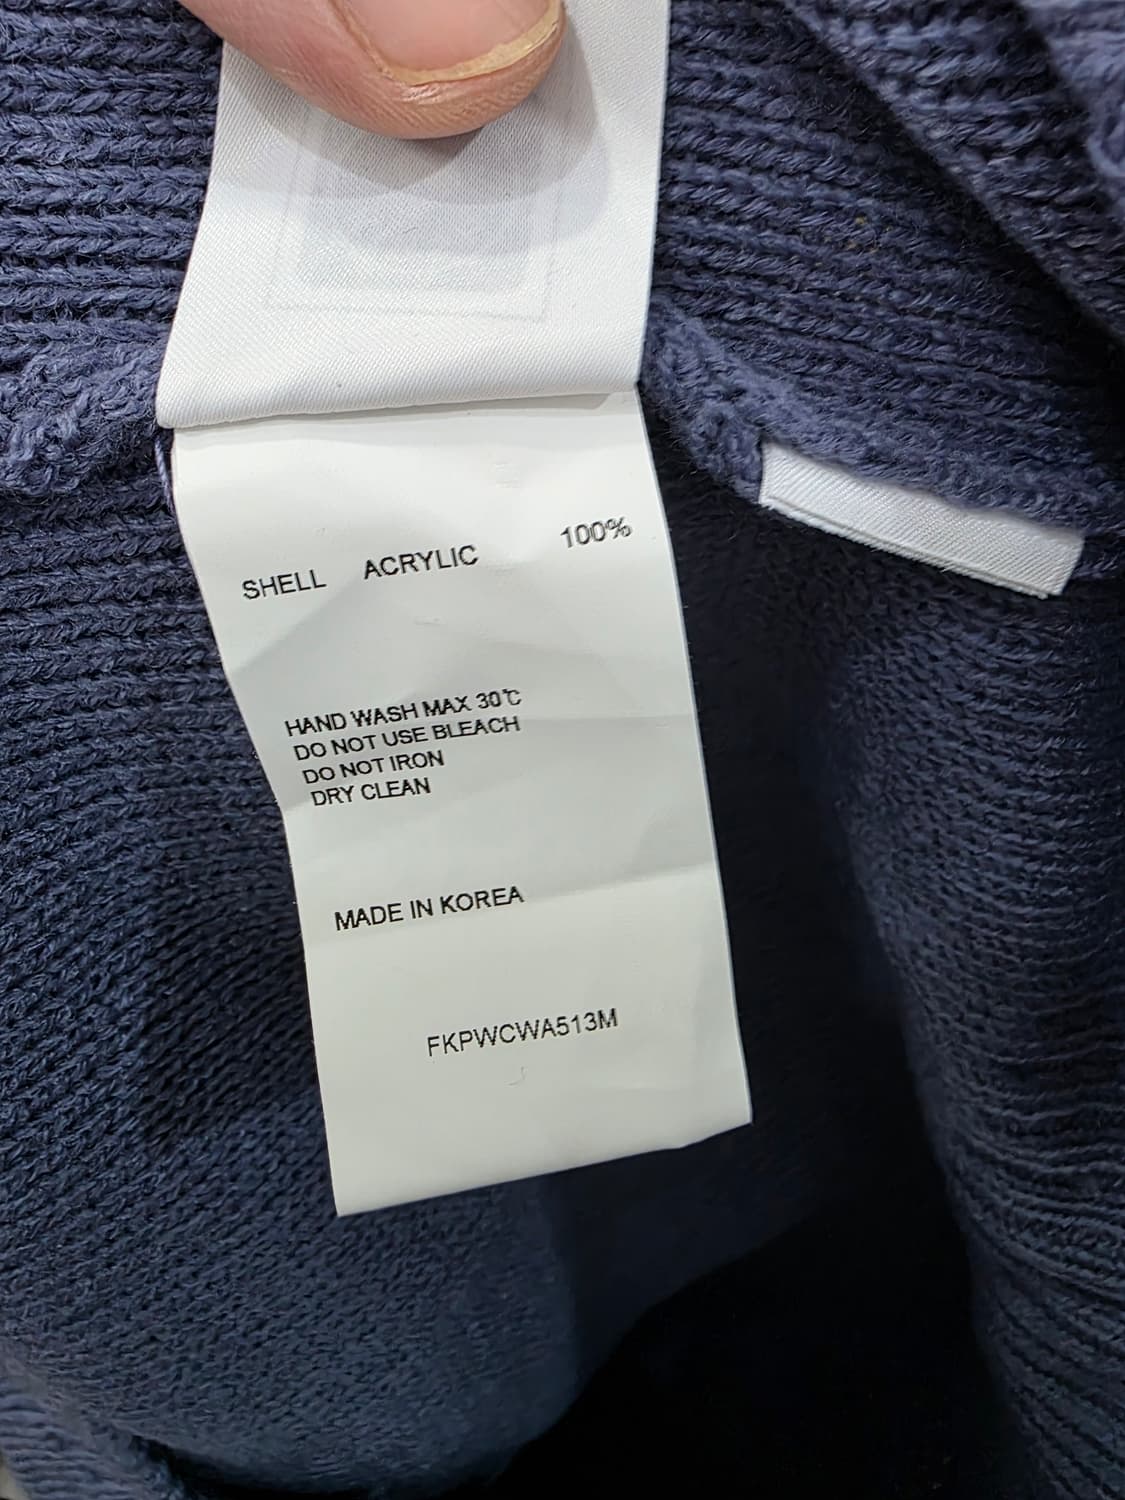 SHELL ACRYLIC 100%
HAND WASH MAX 30℃
DO NOT USE BLEACH
DO NOT IRON
DRY CLEAN
MADE IN KOREA
FKPWCWA513M